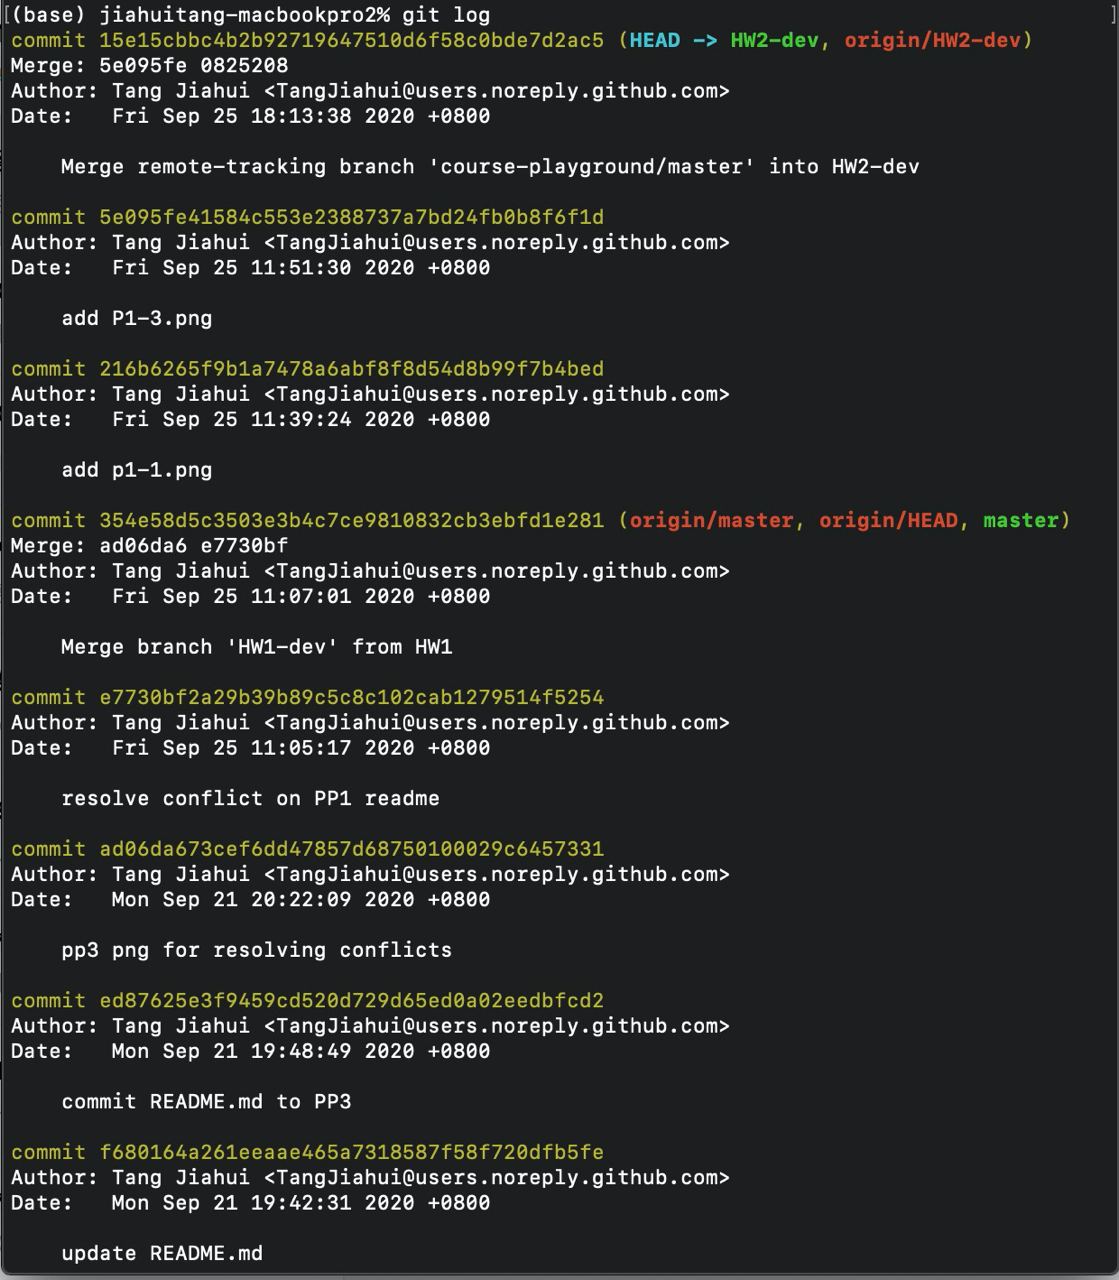 [(base) jiahuitang-macbookpro2% git log ]
commit 15e15cbbc4b2b92719647510d6f58c0bde7d2ac5 (HEAD -> HW2-dev, origin/HW2-dev)
Merge: 5e095fe 0825208
Author: Tang Jiahui <TangJiahui@users.noreply.github.com>
Date:   Fri Sep 25 18:13:38 2020 +0800
Merge remote-tracking branch 'course-playground/master' into HW2-dev
commit 5e095fe41584c553e2388737a7bd24fb0b8f6f1d
Author: Tang Jiahui <TangJiahui@users.noreply.github.com>
Date:   Fri Sep 25 11:51:30 2020 +0800
add P1-3.png
commit 216b6265f9b1a7478a6abf8f8d54d8b99f7b4bed
Author: Tang Jiahui <TangJiahui@users.noreply.github.com>
Date:   Fri Sep 25 11:39:24 2020 +0800
add p1-1.png
commit 354e58d5c3503e3b4c7ce9810832cb3ebfd1e281 (origin/master, origin/HEAD, master)
Merge: ad06da6 e7730bf
Author: Tang Jiahui <TangJiahui@users.noreply.github.com>
Date:   Fri Sep 25 11:07:01 2020 +0800
Merge branch 'HW1-dev' from HW1
commit e7730bf2a29b39b89c5c8c102cab1279514f5254
Author: Tang Jiahui <TangJiahui@users.noreply.github.com>
Date:   Fri Sep 25 11:05:17 2020 +0800
resolve conflict on PP1 readme
commit ad06da673cef6dd47857d68750100029c6457331
Author: Tang Jiahui <TangJiahui@users.noreply.github.com>
Date:   Mon Sep 21 20:22:09 2020 +0800
pp3 png for resolving conflicts
commit ed87625e3f9459cd520d729d65ed0a02eedbfcd2
Author: Tang Jiahui <TangJiahui@users.noreply.github.com>
Date:   Mon Sep 21 19:48:49 2020 +0800
commit README.md to PP3
commit f680164a261eeaae465a7318587f58f720dfb5fe
Author: Tang Jiahui <TangJiahui@users.noreply.github.com>
Date:   Mon Sep 21 19:42:31 2020 +0800
update README.md